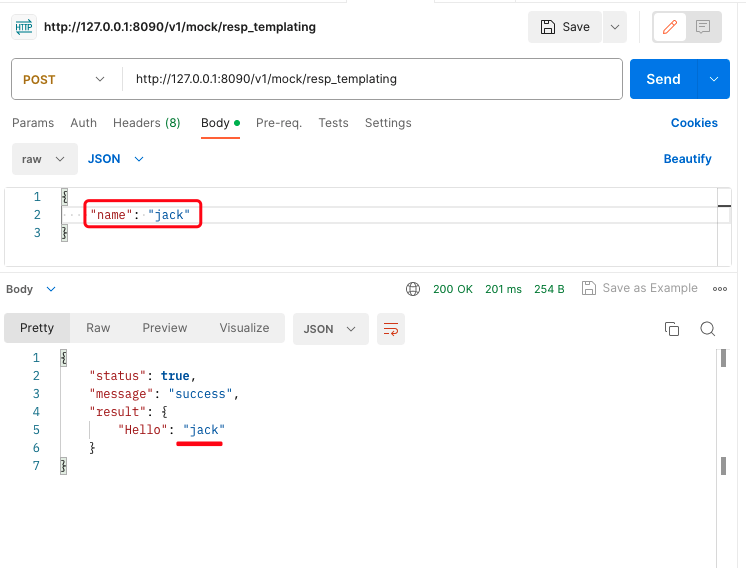 HTTP http://127.0.0.1:8090/v1/mock/resp_templating Save
POST http://127.0.0.1:8090/v1/mock/resp_templating Send
Params Auth Headers (8) Body Pre-req. Tests Settings Cookies
raw JSON Beautify
1 {
2 "name": "jack"
3 }
Body 200 OK 201 ms 254 B Save as Example
Pretty Raw Preview Visualize JSON
1 {
2 "status": true,
3 "message": "success",
4 "result": {
5 "Hello": "jack"
6 }
7 }